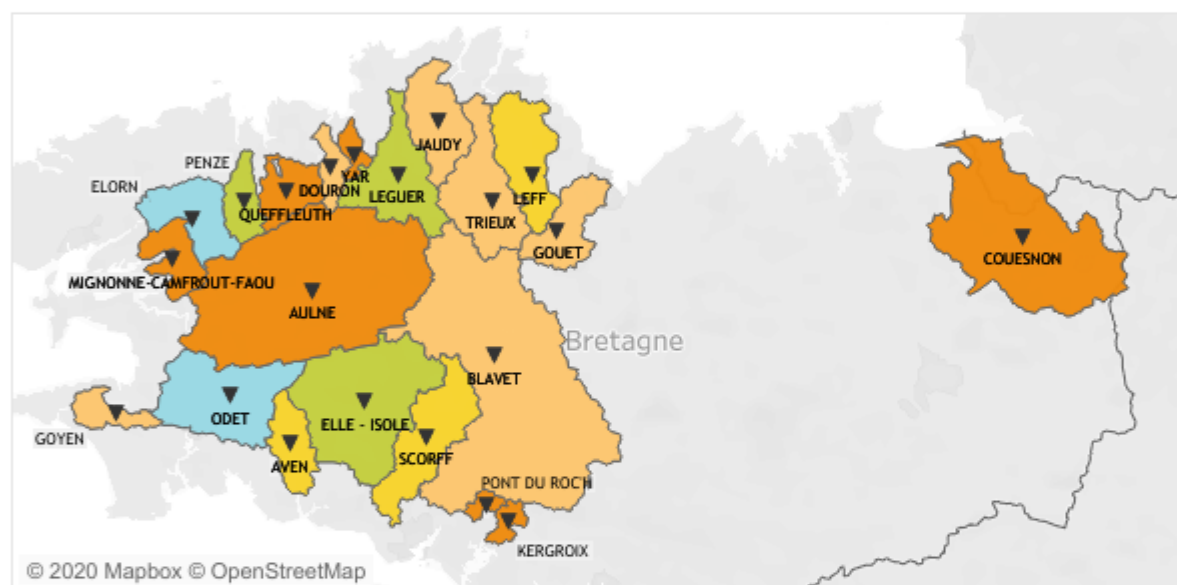 JAUDY
PENZE
YAR
ELORN
DOURON
LEGUER
LEFF
QUEFFLEUTH
TRIEUX
GOUET
COUESNON
MIGNONNE-CAMFROUT-FAOU
AULNE
Bretagne
BLAVET
ODET
ELLE - ISOLE
GOYEN
SCORFF
AVEN
PONT DU ROC'H
KERGROIX
© 2020 Mapbox © OpenStreetMap